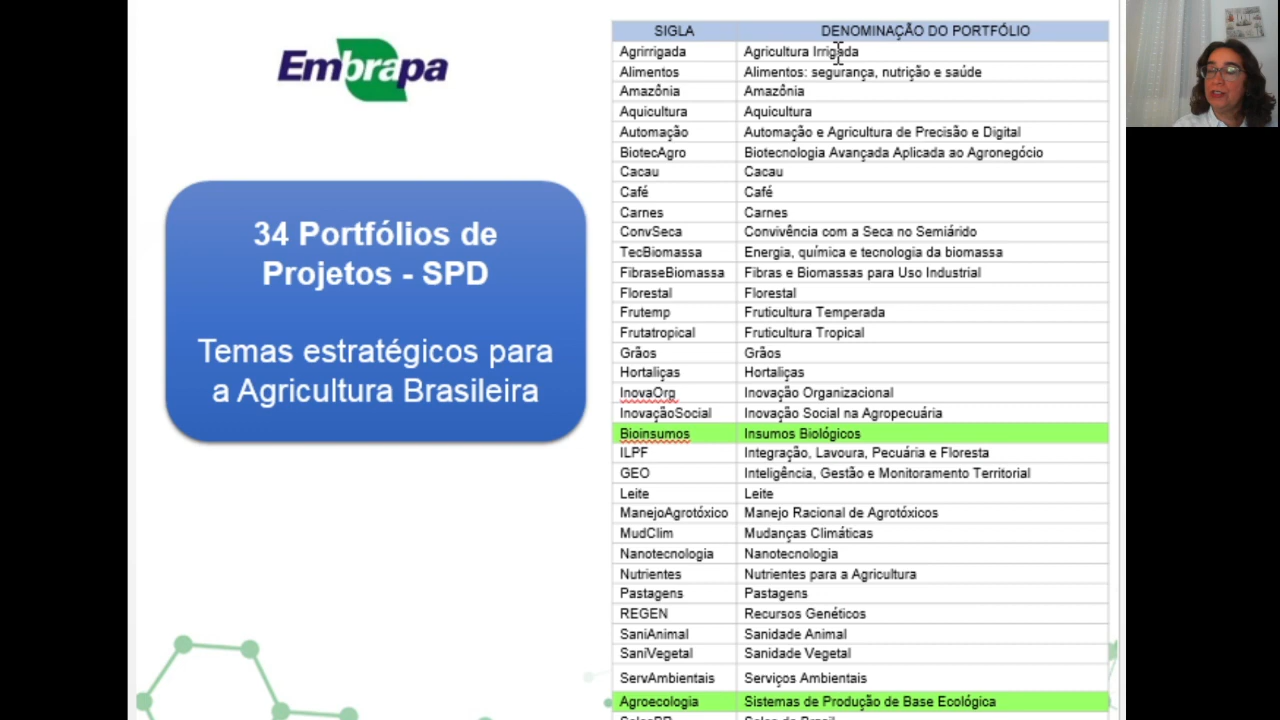 Embrapa
34 Portfólios de
Projetos - SPD
Temas estratégicos para
a Agricultura Brasileira
SIGLA DENOMINAÇÃO DO PORTFÓLIO
Agrirrigada Agricultura Irrigada
Alimentos Alimentos: segurança, nutrição e saúde
Amazônia Amazônia
Aquicultura Aquicultura
Automação Automação e Agricultura de Precisão e Digital
BiotecAgro Biotecnologia Avançada Aplicada ao Agronegócio
Cacau Cacau
Café Café
Carnes Carnes
ConvSeca Convivência com a Seca no Semiárido
TecBiomassa Energia, química e tecnologia da biomassa
FibraseBiomassa Fibras e Biomassas para Uso Industrial
Florestal Florestal
Frutemp Fruticultura Temperada
Frutatropical Fruticultura Tropical
Grãos Grãos
Hortaliças Hortaliças
InovaOrg Inovação Organizacional
InovaçãoSocial Inovação Social na Agropecuária
Bioinsumos Insumos Biológicos
ILPF Integração, Lavoura, Pecuária e Floresta
GEO Inteligência, Gestão e Monitoramento Territorial
Leite Leite
ManejoAgrotóxico Manejo Racional de Agrotóxicos
MudClim Mudanças Climáticas
Nanotecnologia Nanotecnologia
Nutrientes Nutrientes para a Agricultura
Pastagens Pastagens
REGEN Recursos Genéticos
SaniAnimal Sanidade Animal
SaniVegetal Sanidade Vegetal
ServAmbientais Serviços Ambientais
Agroecologia Sistemas de Produção de Base Ecológica